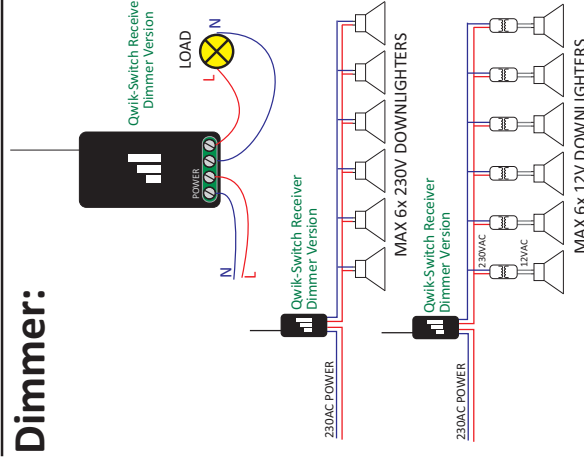 Dimmer:
Qwik-Switch Receive
Dimmer Version
LOAD
L
N
POWER
N
L
Qwik-Switch Receiver
Dimmer Version
230AC POWER
MAX 6x 230V DOWNLIGHTERS
Qwik-Switch Receiver
Dimmer Version
230VAC
12VAC
230AC POWER
MAX 6x 12V DOWNLIGHTERS